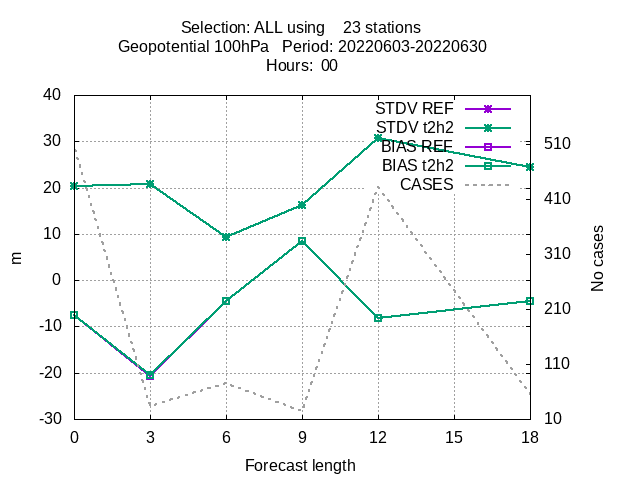 Selection: ALL using    23 stations
Geopotential 100hPa   Period: 20220603-20220630
Hours:  00
STDV REF
STDV t2h2
BIAS REF
BIAS t2h2
CASES
40
30
20
10
0
-10
-20
-30
m
510
410
310
210
110
10
No cases
0 3 6 9 12 15 18
Forecast length